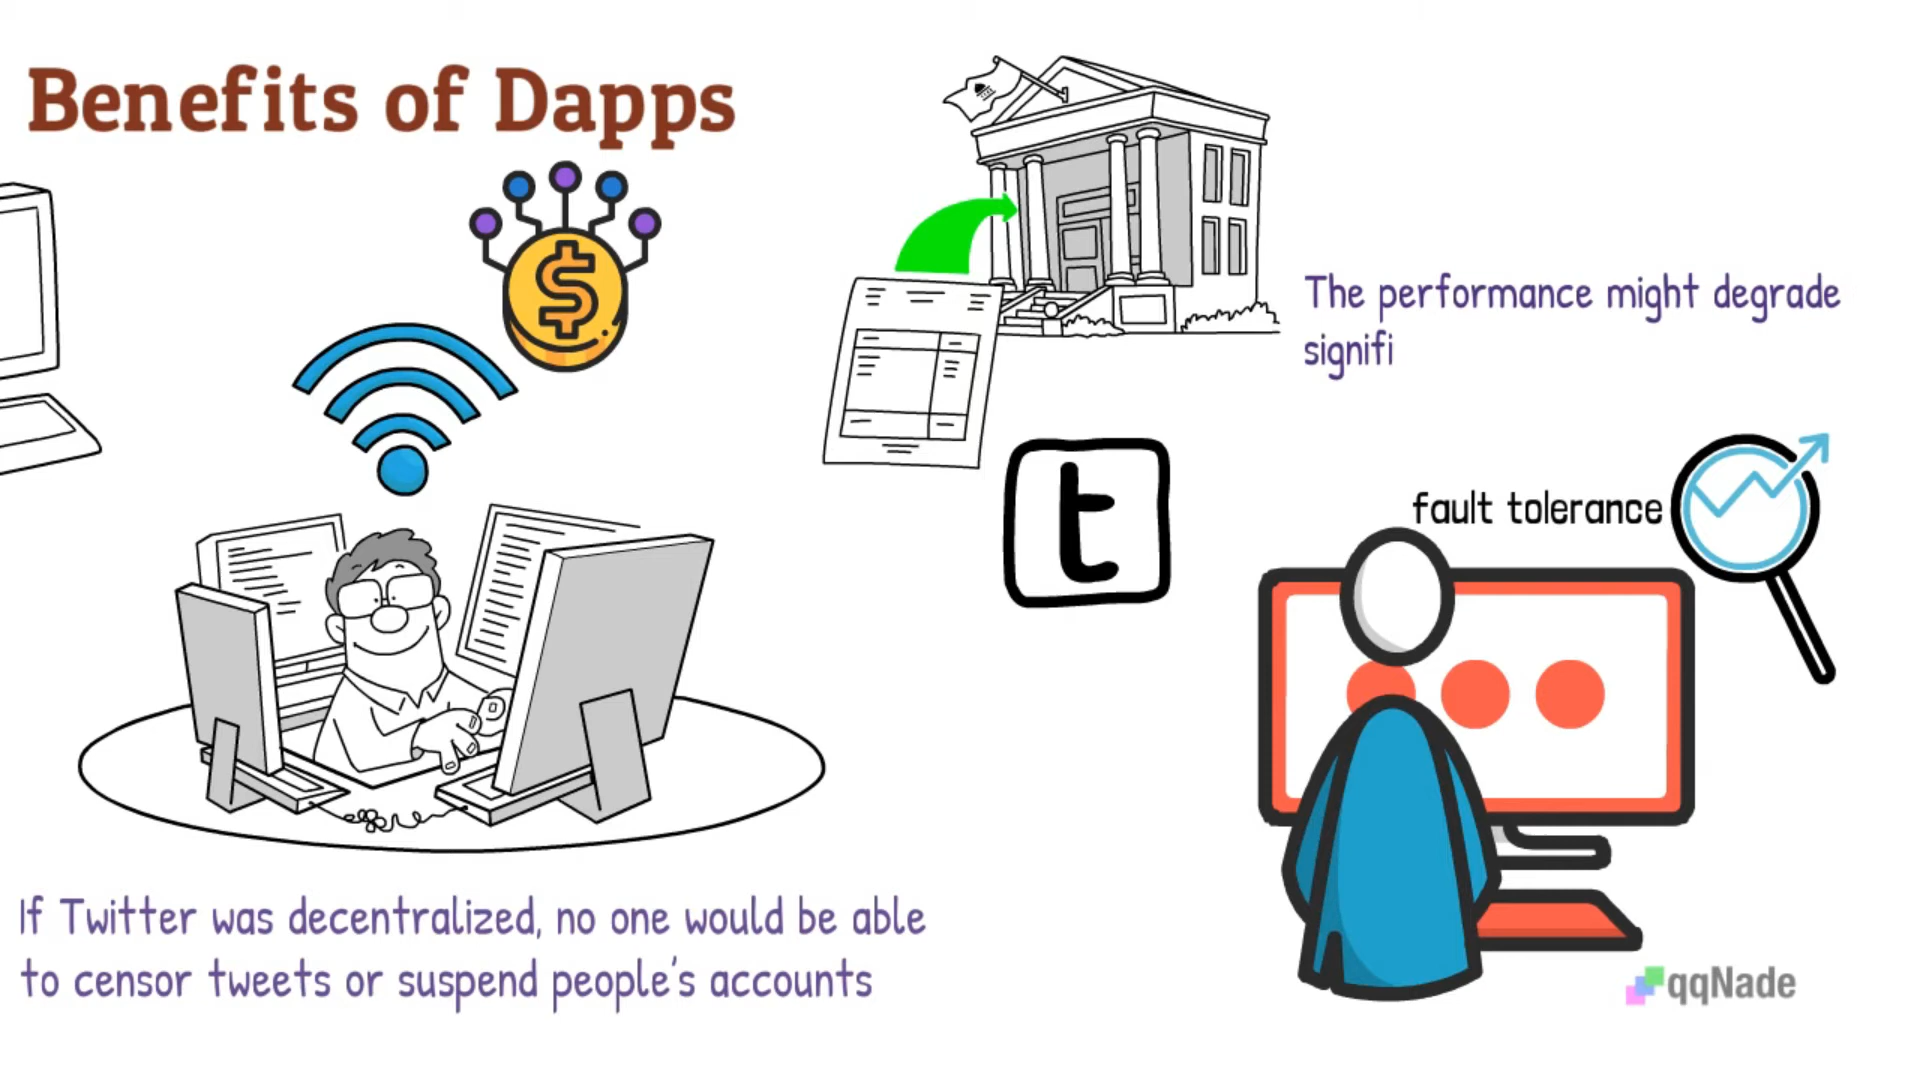 Benefits of Dapps
$
The performance might degrade
signifi
t
fault tolerance
If Twitter was decentralized, no one would be able
to censor tweets or suspend people's accounts
qqNade